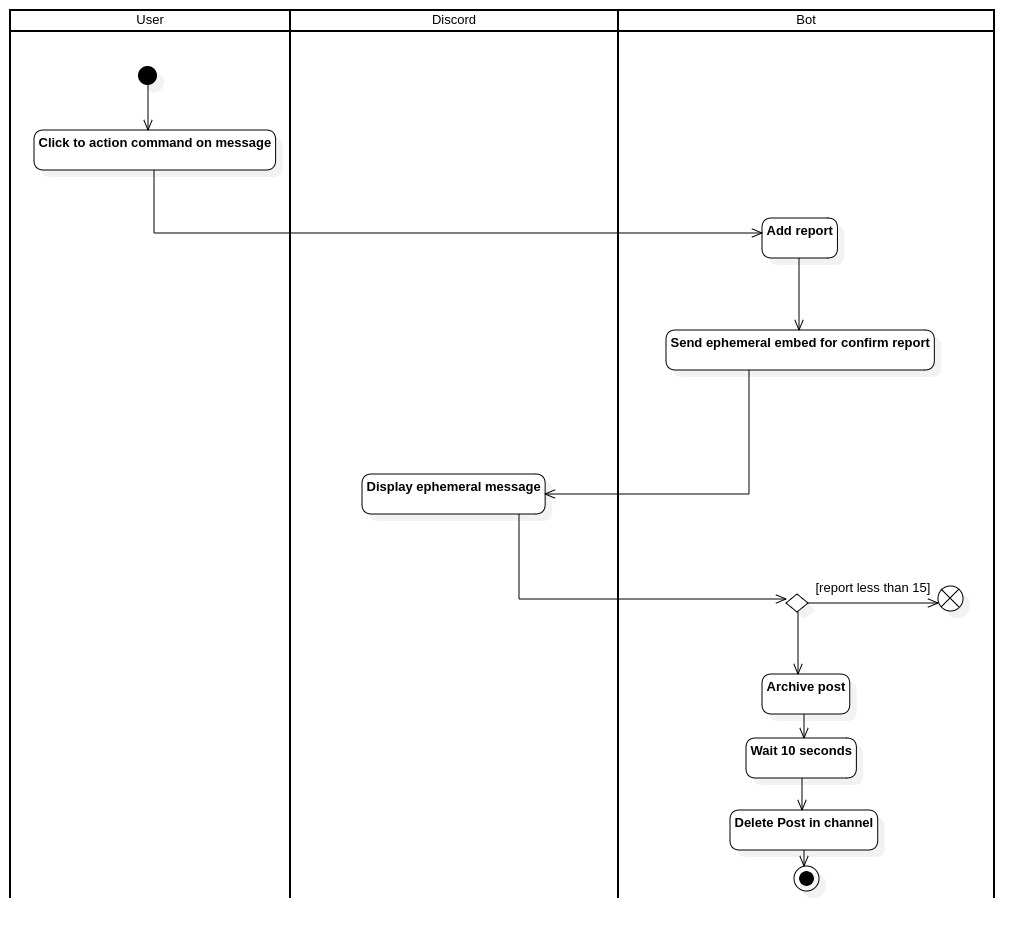 User
Discord
Bot
Click to action command on message
Add report
Send ephemeral embed for confirm report
Display ephemeral message
[report less than 15]
Archive post
Wait 10 seconds
Delete Post in channel